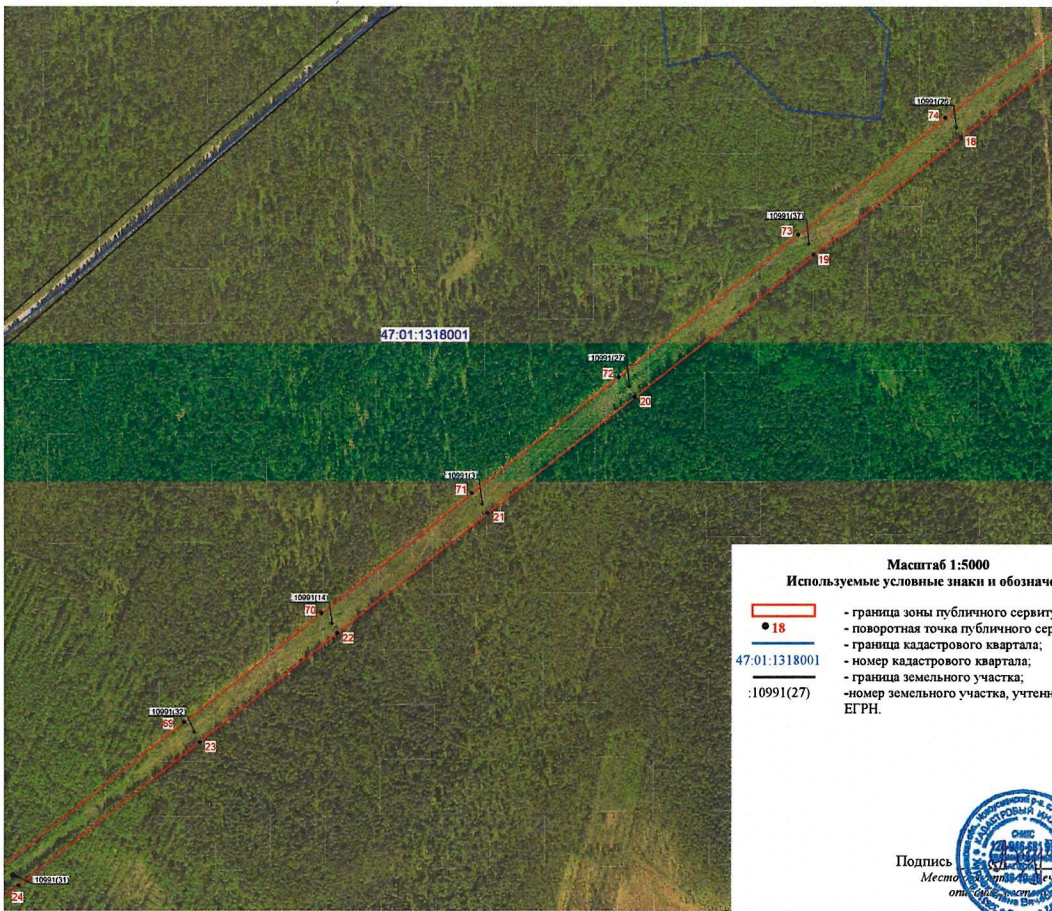 :10991(26)
74
18
:10991(37)
73
19
47:01:1318001
:10991(27)
72
20
:10991(3)
71
21
:10991(14)
70
22
:10991(32)
69
23
:10991(31)
24
Масштаб 1:5000
Используемые условные знаки и обозначе
- граница зоны публичного сервиту
18 - поворотная точка публичного сер
- граница кадастрового квартала;
47:01:1318001 - номер кадастрового квартала;
- граница земельного участка;
:10991(27) -номер земельного участка, учтенн
ЕГРН.
Подпись
Место
КАДАСТРОВЫЙ